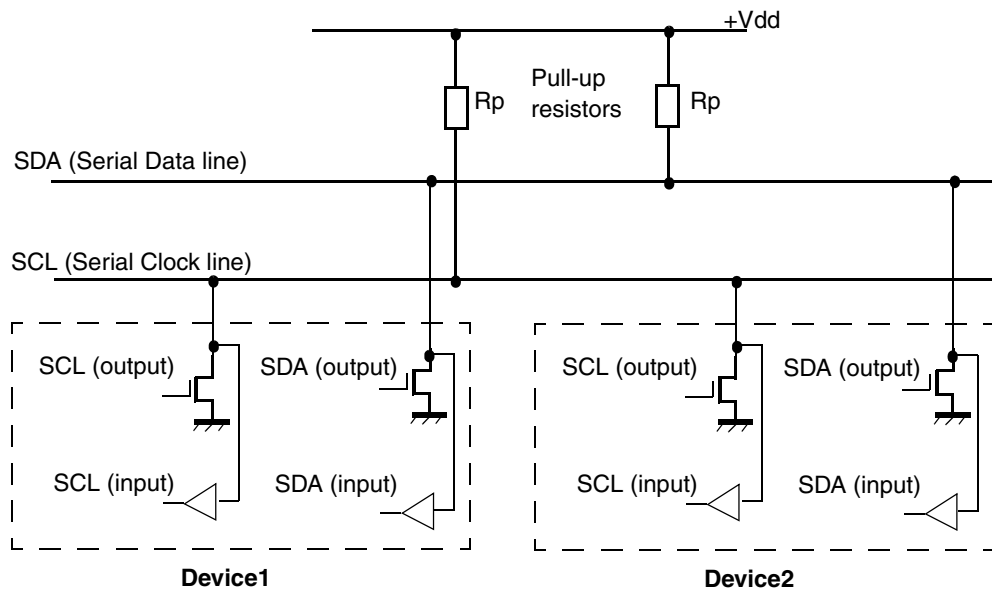 +Vdd
Pull-up
resistors
Rp
Rp
SDA (Serial Data line)
SCL (Serial Clock line)
SCL (output)
SDA (output)
SCL (output)
SDA (output)
SCL (input)
SDA (input)
SCL (input)
SDA (input)
Device1
Device2